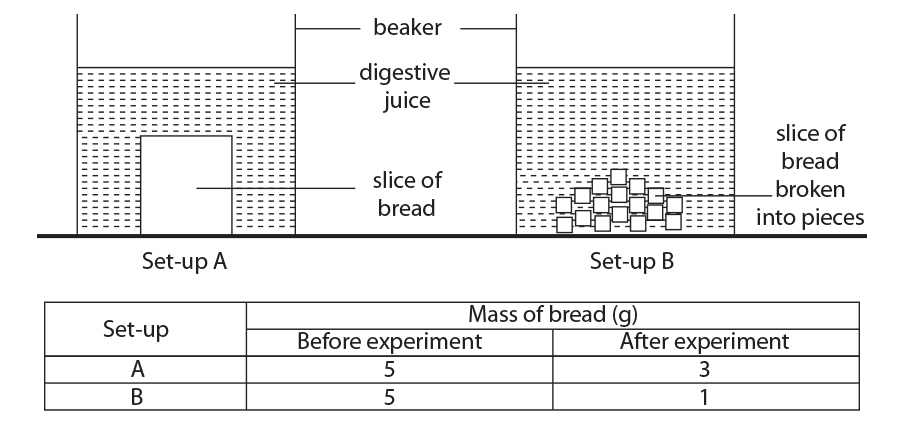 beaker
digestive
juice
slice of
bread
slice of
bread
broken
into pieces
Set-up A
Set-up B
Set-up
Mass of bread (g)
Before experiment
After experiment
A 5 3
B 5 1